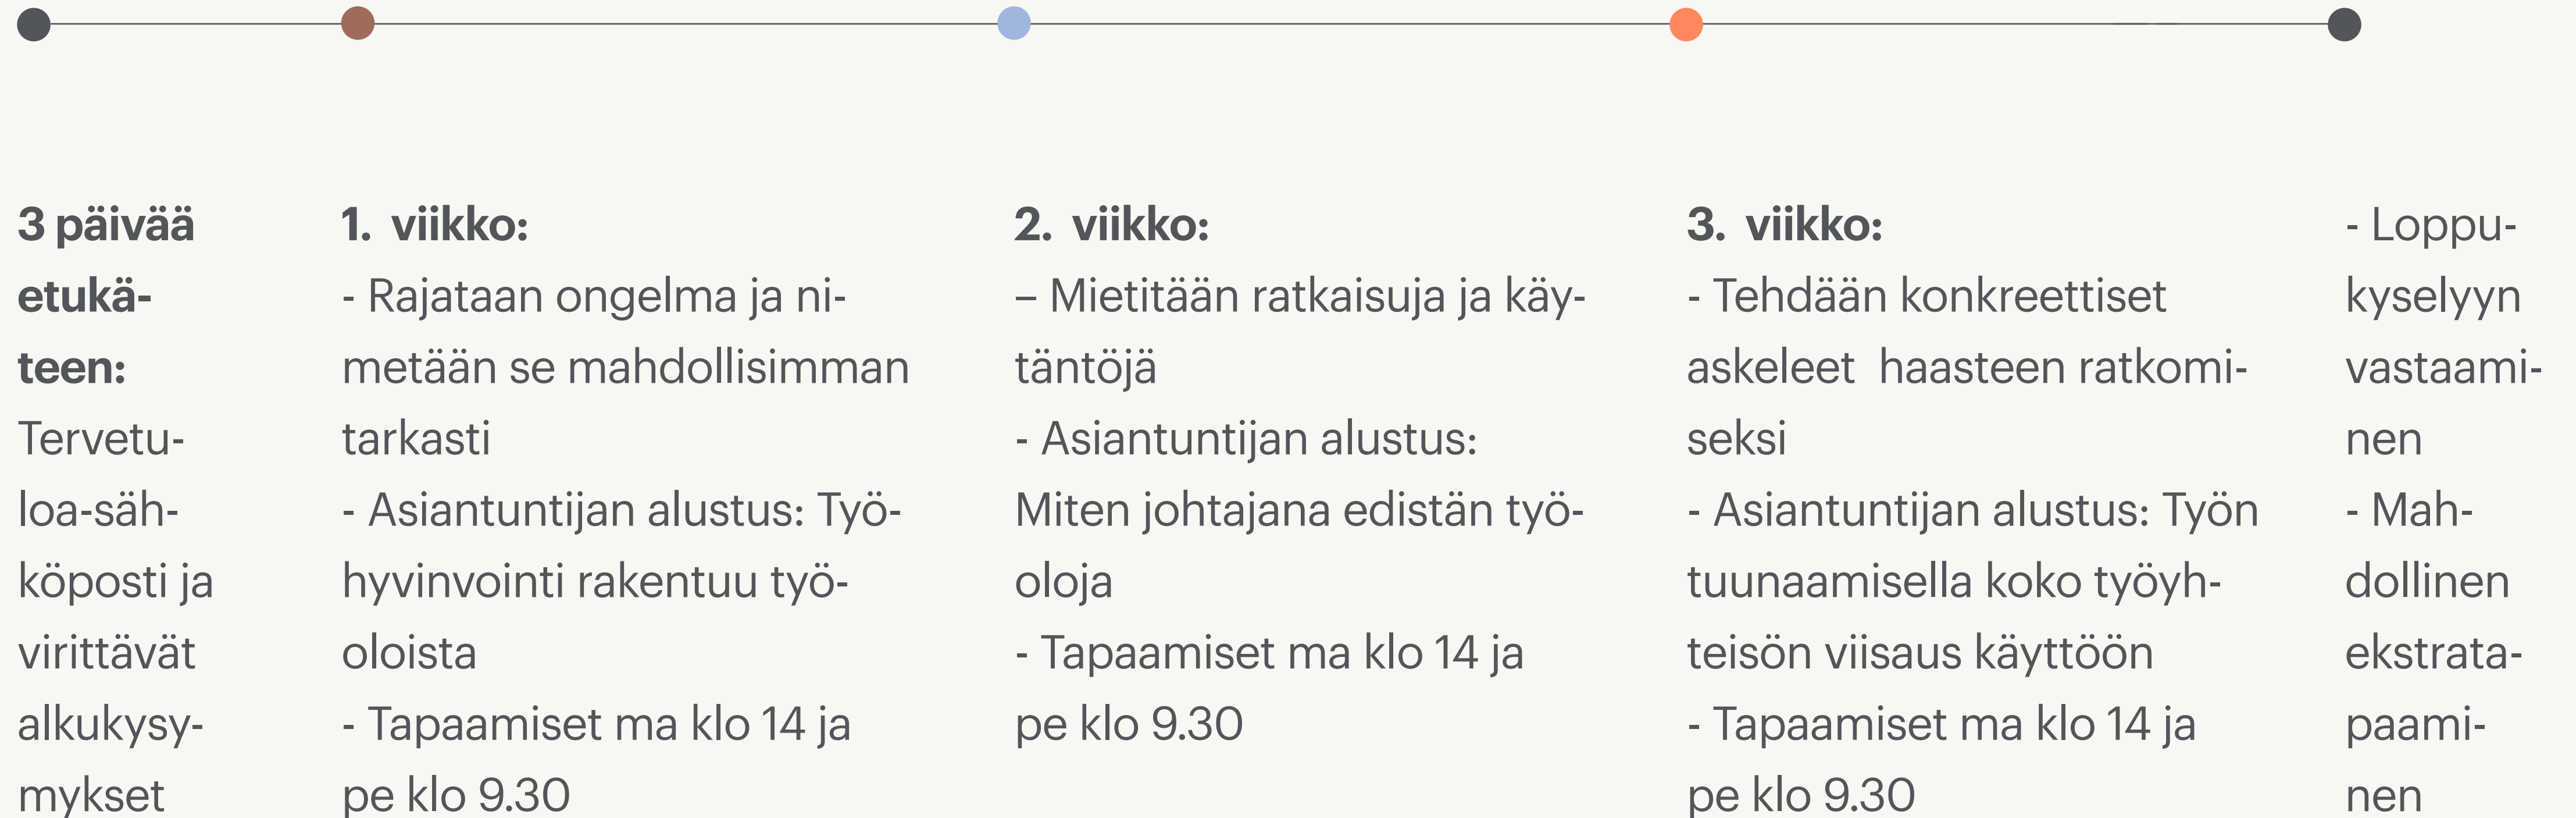 3 päivää
etukä-
teen:
Tervetu-
loa-säh-
köposti ja
virittävät
alkukysy-
mykset
1. viikko:
- Rajataan ongelma ja ni-
metään se mahdollisimman
tarkasti
- Asiantuntijan alustus: Työ-
hyvinvointi rakentuu työ-
oloista
- Tapaamiset ma klo 14 ja
pe klo 9.30
2. viikko:
– Mietitään ratkaisuja ja käy-
täntöjä
- Asiantuntijan alustus:
Miten johtajana edistän työ-
oloja
- Tapaamiset ma klo 14 ja
pe klo 9.30
3. viikko:
- Tehdään konkreettiset
askeleet haasteen ratkomi-
seksi
- Asiantuntijan alustus: Työn
tuunaamisella koko työyh-
teisön viisaus käyttöön
- Tapaamiset ma klo 14 ja
pe klo 9.30
- Loppu-
kyselyyn
vastaami-
nen
- Mah-
dollinen
ekstrata-
paami-
nen